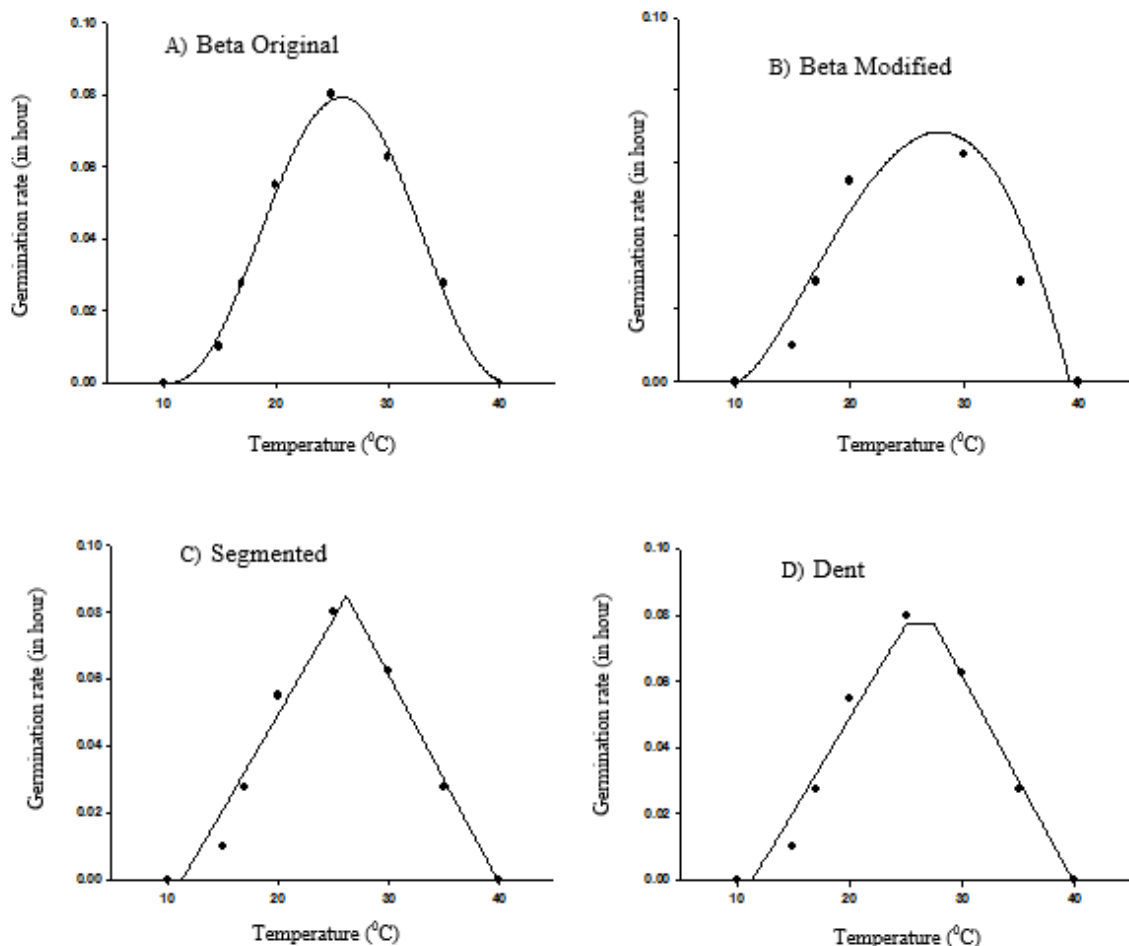 A) Beta Original
Germination rate (in hour)
0.10
0.08
0.06
0.04
0.02
0.00
10 20 30 40
Temperature (⁰C)
B) Beta Modified
Germination rate (in hour)
0.10
0.00
10 20 30 40
Temperature (⁰C)
C) Segmented
Germination rate (in hour)
0.10
0.08
0.06
0.04
0.02
0.00
10 20 30 40
Temperature (⁰C)
D) Dent
Germination rate (in hour)
0.10
0.08
0.06
0.04
0.02
0.00
10 20 30 40
Temperature (⁰C)